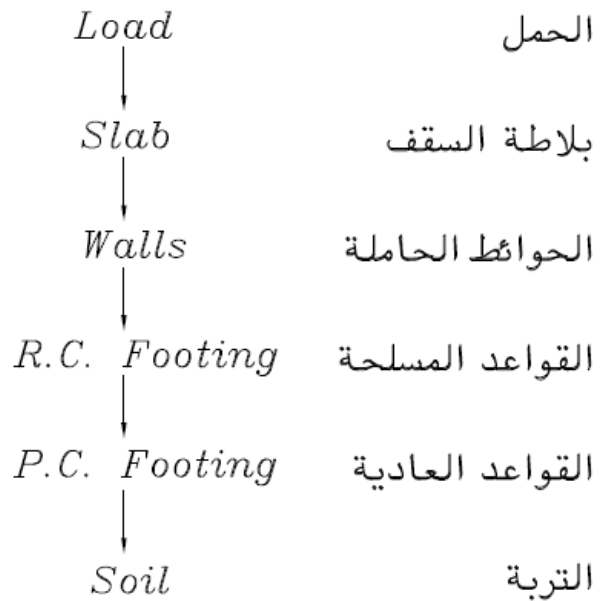 Load الحمل
Slab بلاطة السقف
Walls الحوائط الحاملة
R.C. Footing القواعد المسلحة
P.C. Footing القواعد العادية
Soil التربة